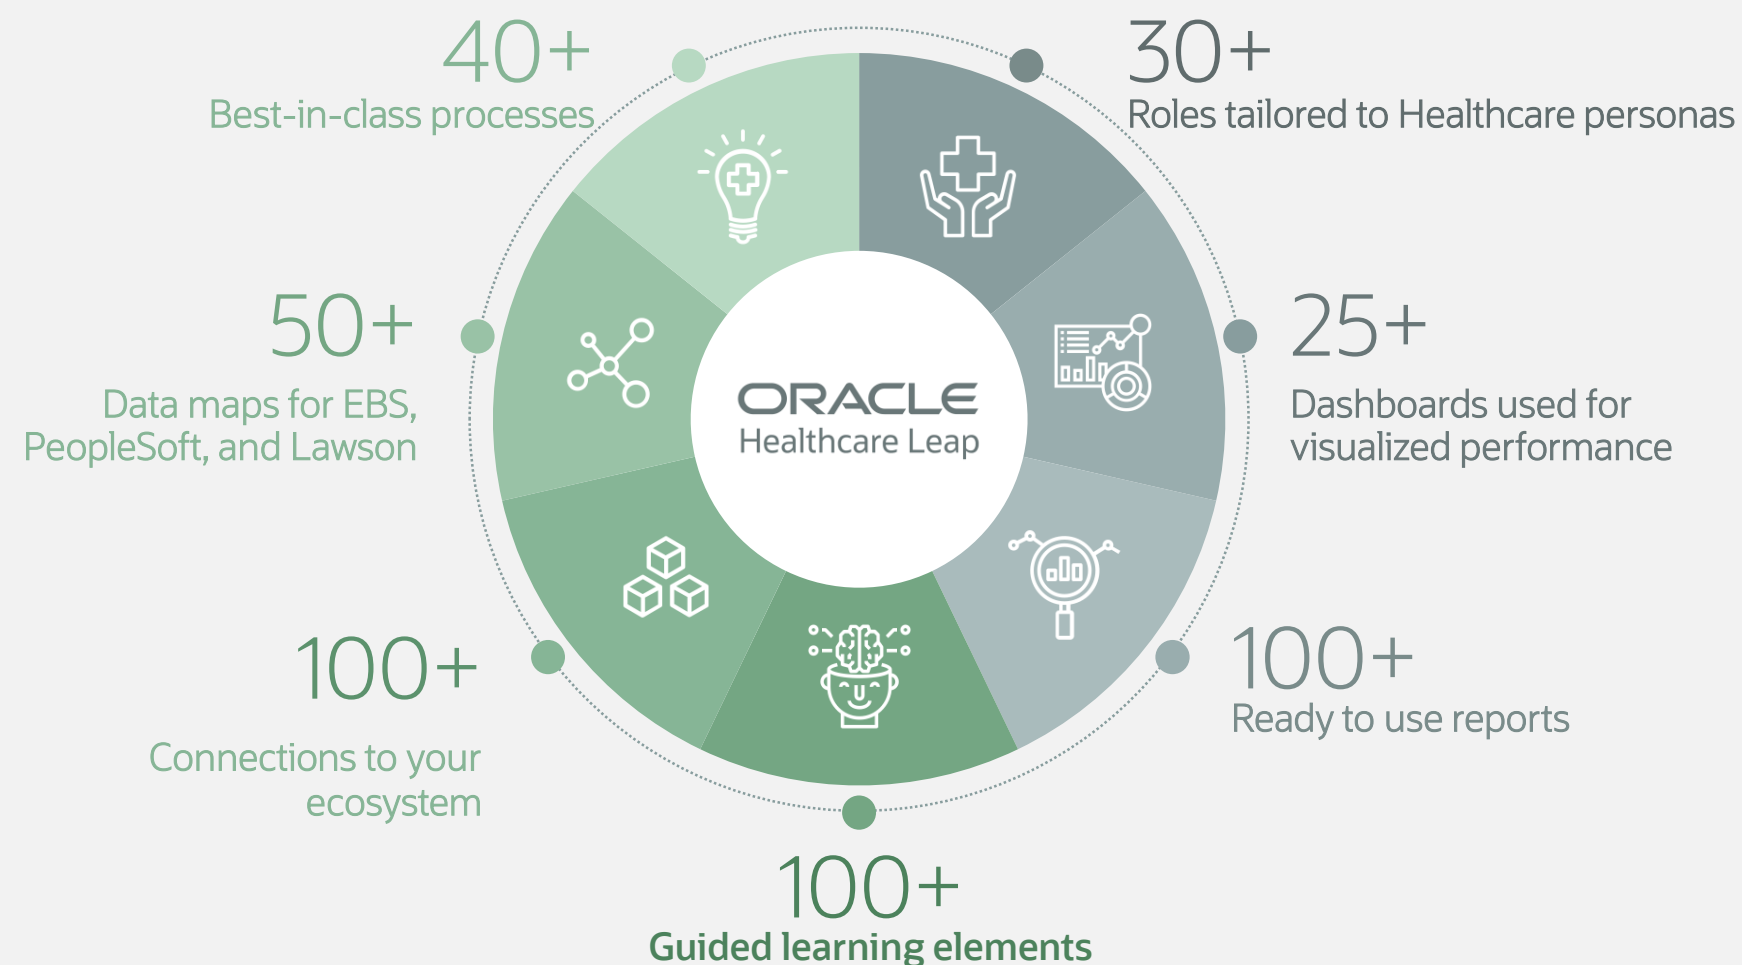 40+
Best-in-class processes
30+
Roles tailored to Healthcare personas
50+
Data maps for EBS,
PeopleSoft, and Lawson
25+
Dashboards used for
visualized performance
ORACLE
Healthcare Leap
100+
Connections to your
ecosystem
100+
Ready to use reports
100+
Guided learning elements